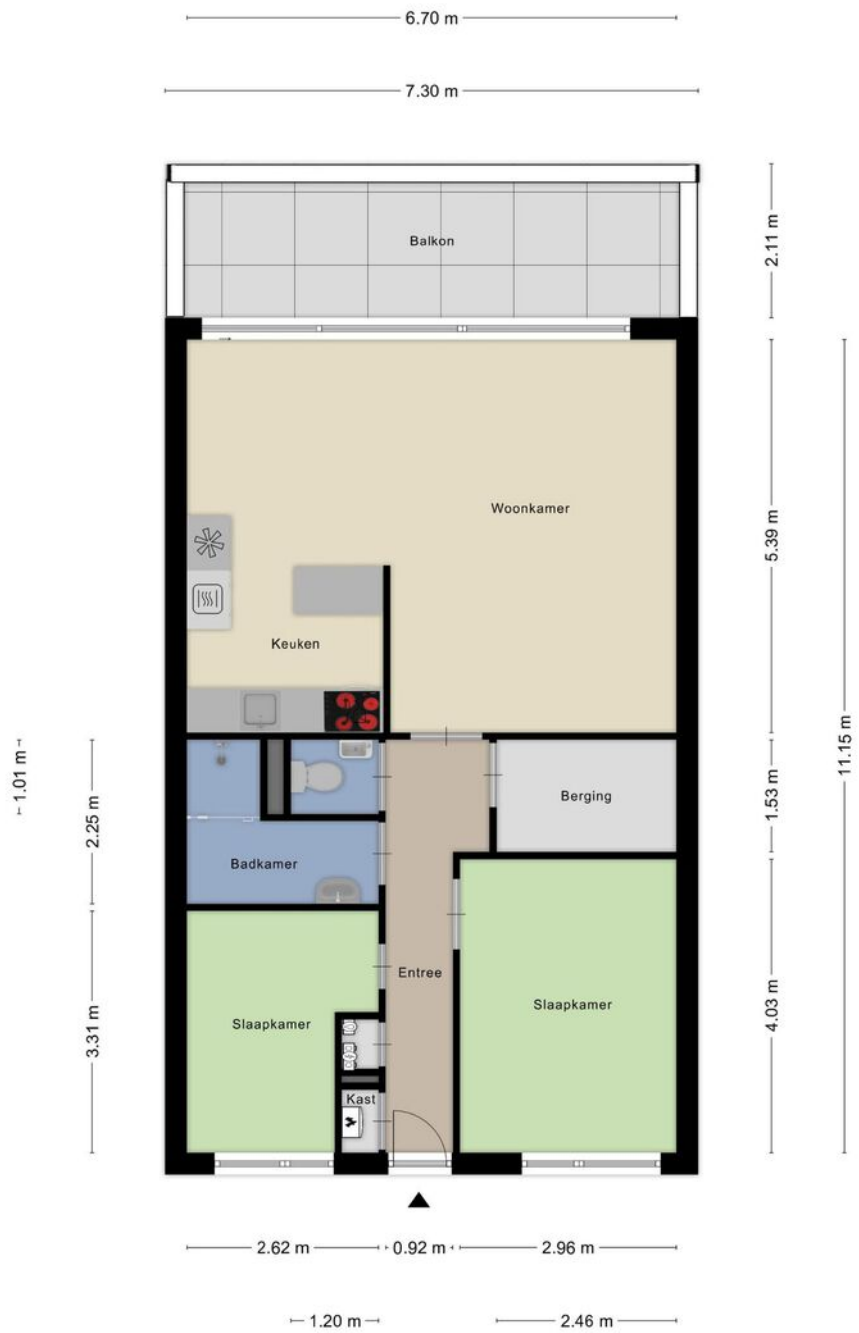 6.70 m
7.30 m
Balkon
2.11 m
Woonkamer
5.39 m
Keuken
11.15 m
1.01 m
2.25 m
Berging
1.53 m
Badkamer
Entree
Slaapkamer
Slaapkamer
4.03 m
3.31 m
Kast
2.62 m
0.92 m
2.96 m
1.20 m
2.46 m